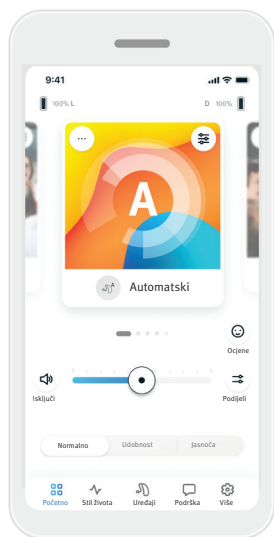 9:41
100% L
D 100%
A
A
Automatski
Ocjene
Isključi
Podijeli
Normalno
Udobnost
Jasnoća
Početno
Stil života
Uređaji
Podrška
Više